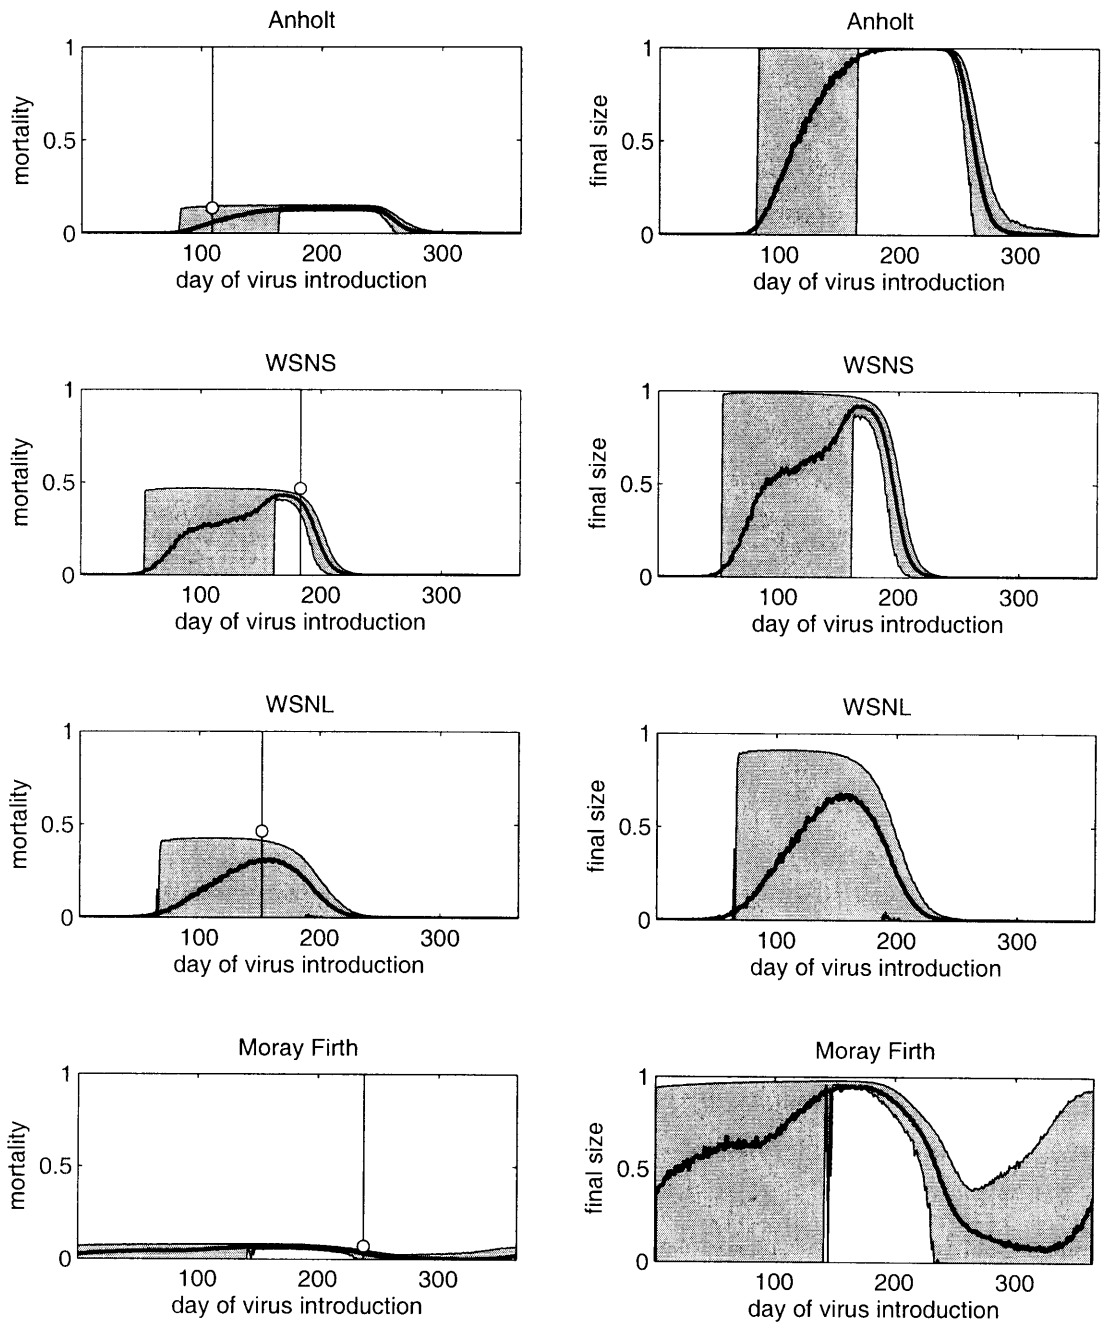 Anholt
1
0.5
0
mortality
100 200 300
day of virus introduction
Anholt
1
0.5
0
final size
100 200 300
day of virus introduction
WSNS
1
0.5
0
mortality
100 200 300
day of virus introduction
WSNS
1
0.5
0
final size
100 200 300
day of virus introduction
WSNL
1
0.5
0
mortality
100 200 300
day of virus introduction
WSNL
1
0.5
0
final size
100 200 300
day of virus introduction
Moray Firth
1
0.5
0
mortality
100 200 300
day of virus introduction
Moray Firth
1
0.5
0
final size
100 200 300
day of virus introduction